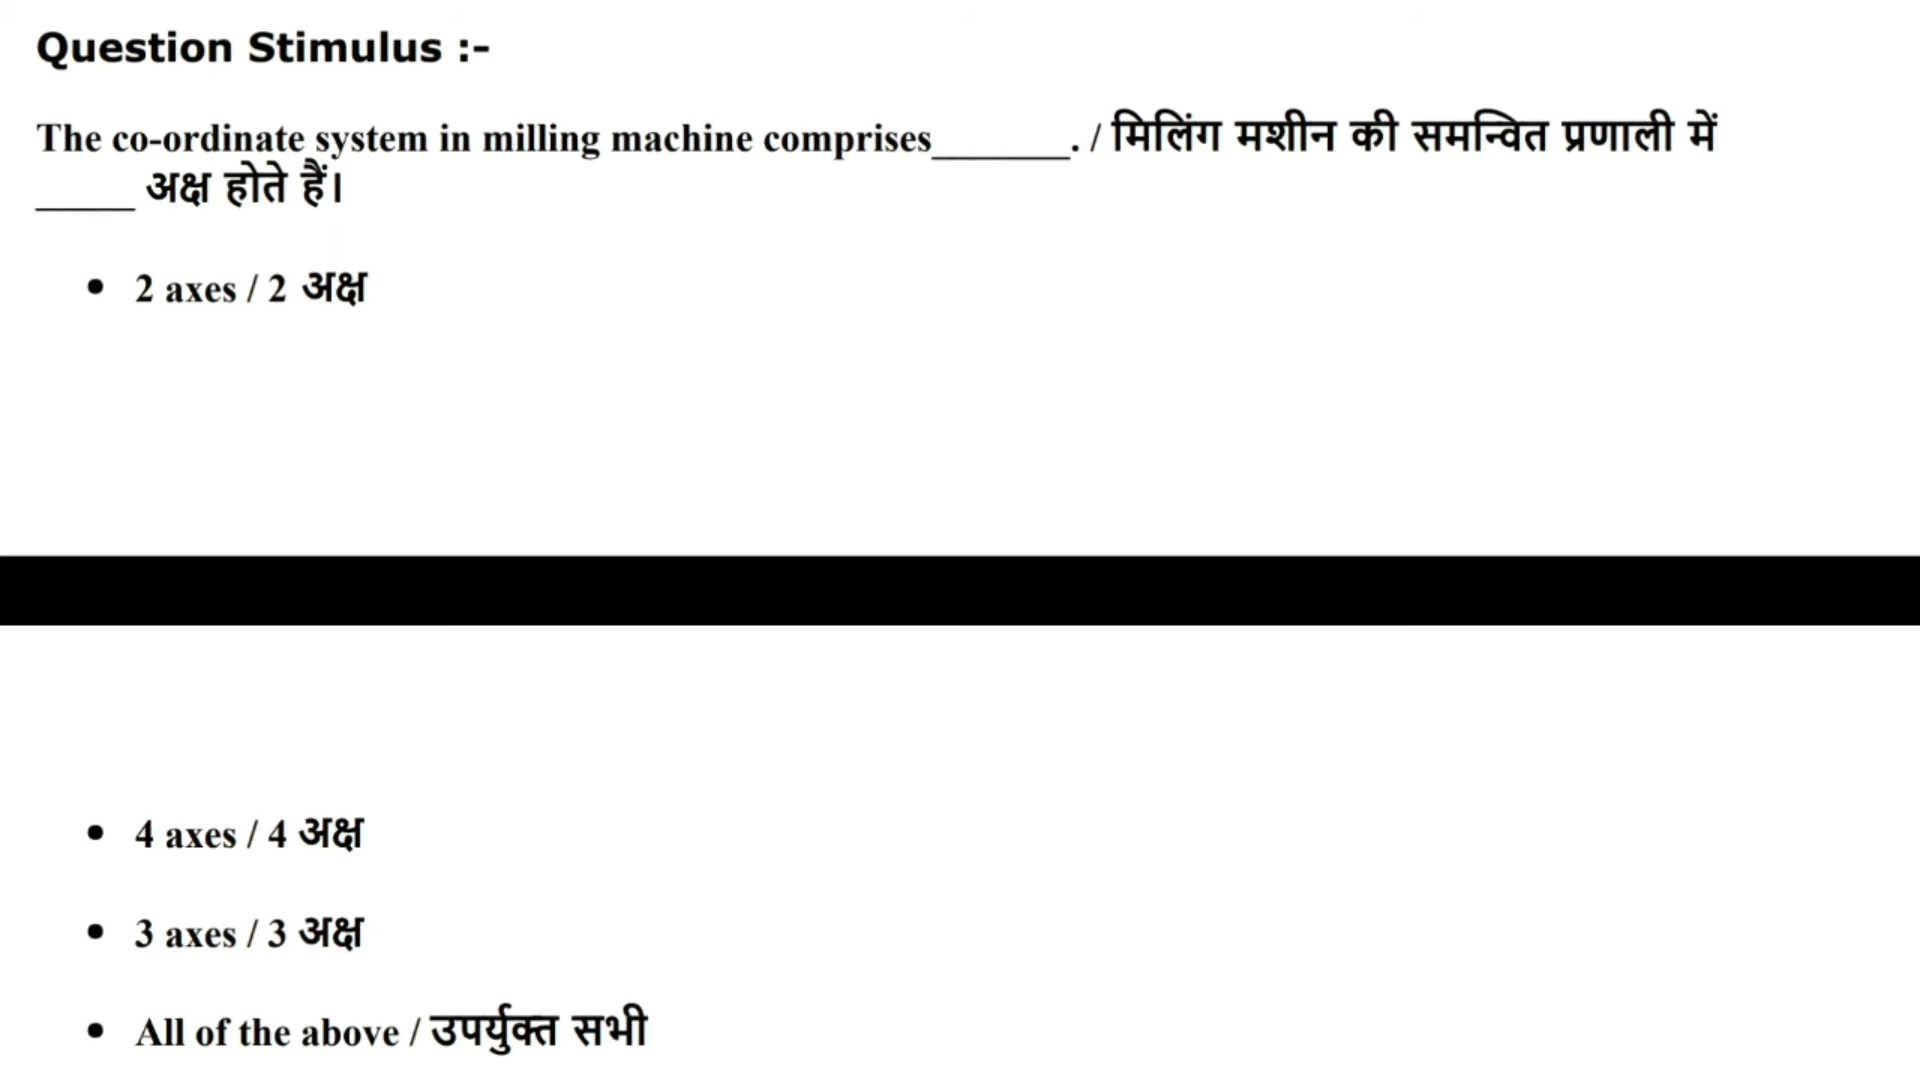 Question Stimulus :-
The co-ordinate system in milling machine comprises_______. / मिलिंग मशीन की समन्वित प्रणाली में
_____ अक्ष होते हैं।
• 2 axes / 2 अक्ष
• 4 axes / 4 अक्ष
• 3 axes / 3 अक्ष
• All of the above / उपर्युक्त सभी